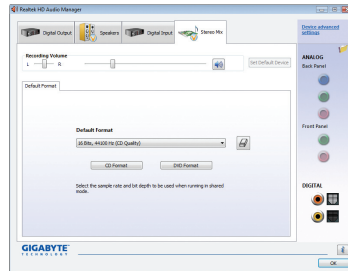 Realtek HD Audio Manager
Digital Output
Speakers
Digital Input
Stereo Mix
Device advanced
settings
Recording Volume
L
R
Set Default Device
ANALOG
Back Panel
Default Format
Default Format
16 Bits, 44100 Hz (CD Quality)
CD Format
DVD Format
Select the sample rate and bit depth to be used when running in shared
mode.
Front Panel
DIGITAL
GIGABYTE
TECHNOLOGY
OK